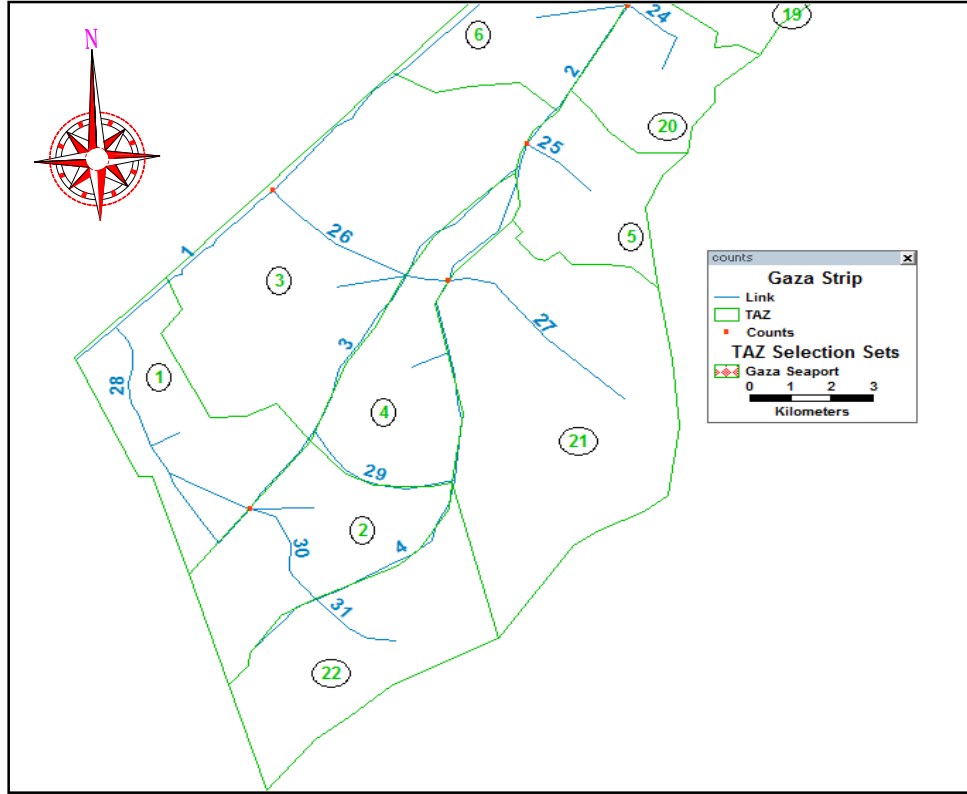 19
24
6
N
2
20
25
5
26
1
3
counts
Gaza Strip
Link
TAZ
Counts
TAZ Selection Sets
Gaza Seaport
0 1 2 3
Kilometers
27
3
1
28
4
21
29
2
30
4
31
22